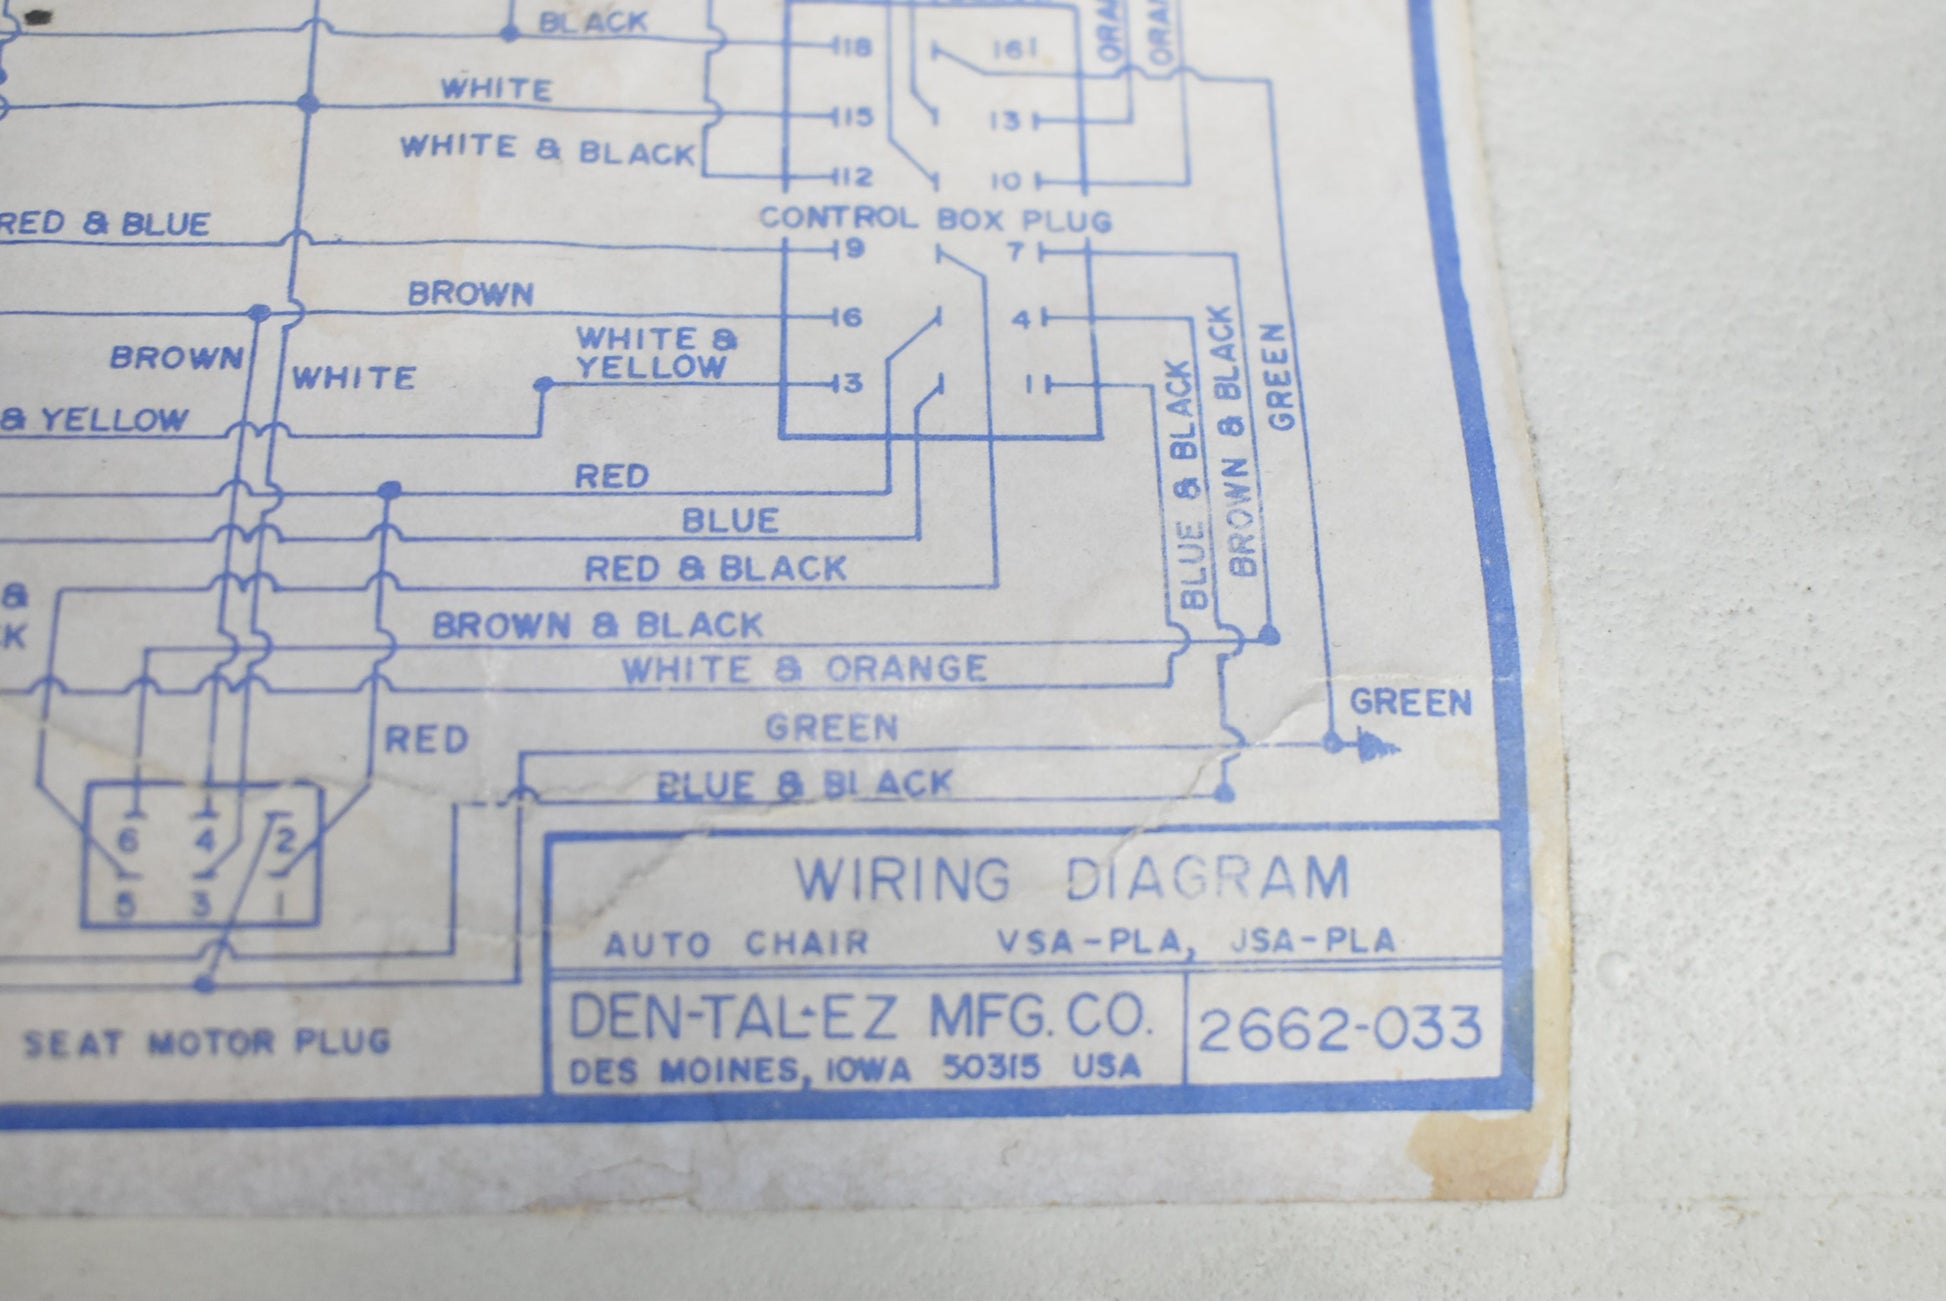 BLACK
18
16
WHITE
15
13
WHITE & BLACK
12
10
CONTROL BOX PLUG
RED & BLUE
9
7
BROWN
6
4
WHITE &
YELLOW
BROWN
WHITE
3
1
& YELLOW
RED
BLUE
RED & BLACK
BLUE & BLACK
BROWN & BLACK
GREEN
&
BROWN & BLACK
WHITE & ORANGE
GREEN
GREEN
RED
BLUE & BLACK
6 4 2
5 3 1
SEAT MOTOR PLUG
WIRING DIAGRAM
AUTO CHAIR VSA-PLA, JSA-PLA
DEN-TAL-EZ MFG. CO.
DES MOINES, IOWA 50315 USA
2662-033